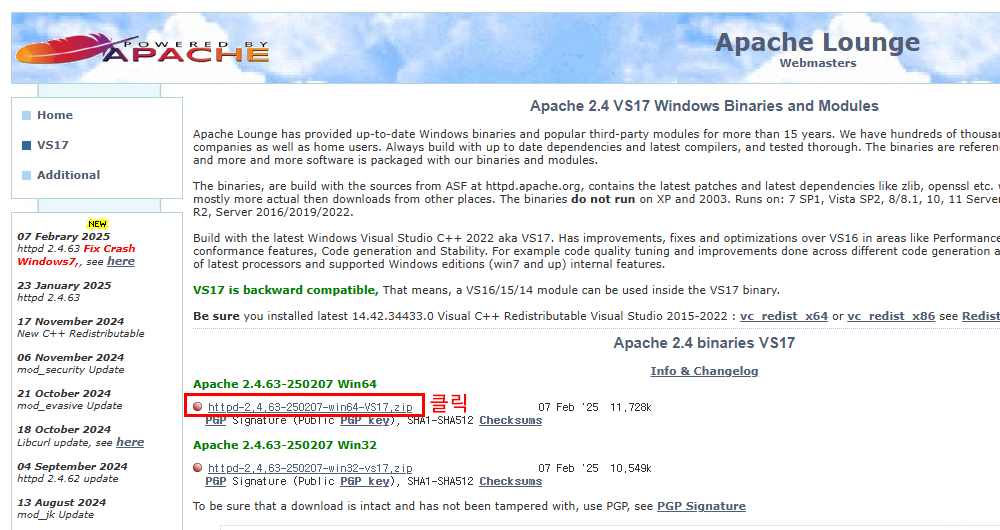 POWERED BY
APACHE
Apache Lounge
Webmasters
Home
VS17
Additional
NEW
07 Febrary 2025
httpd 2.4.63 Fix Crash
Windows7,, see here
23 January 2025
httpd 2.4.63
17 November 2024
New C++ Redistributable
06 November 2024
mod_security Update
21 October 2024
mod_evasive Update
18 October 2024
Libcurl update, see here
04 September 2024
httpd 2.4.62 update
13 August 2024
mod_jk Update
Apache 2.4 VS17 Windows Binaries and Modules
Apache Lounge has provided up-to-date Windows binaries and popular third-party modules for more than 15 years. We have hundreds of
companies as well as home users. Always build with up to date dependencies and latest compilers, and tested thorough. The binaries are
and more and more software is packaged with our binaries and modules.
The binaries, are build with the sources from ASF at httpd.apache.org, contains the latest patches and latest dependencies like zlib, openssl etc.
mostly more actual then downloads from other places. The binaries do not run on XP and 2003. Runs on: 7 SP1, Vista SP2, 8/8.1, 10, 11 Server
R2, Server 2016/2019/2022.
Build with the latest Windows Visual Studio C++ 2022 aka VS17. Has improvements, fixes and optimizations over VS16 in areas like Performance
conformance features, Code generation and Stability. For example code quality tuning and improvements done across different code generation
of latest processors and supported Windows editions (win7 and up) internal features.
VS17 is backward compatible, That means, a VS16/15/14 module can be used inside the VS17 binary.
Be sure you installed latest 14.42.34433.0 Visual C++ Redistributable Visual Studio 2015-2022 : vc_redist_x64 or vc_redist_x86 see Redist
Apache 2.4 binaries VS17
Info & Changelog
Apache 2.4.63-250207 Win64
httpd-2.4.63-250207-win64-VS17.zip 클릭 07 Feb '25 11,728k
PGP Signature (Public PGP key), SHA1-SHA512 Checksums
Apache 2.4.63-250207 Win32
httpd-2.4.63-250207-win32-vs17.zip 07 Feb '25 10,549k
PGP Signature (Public PGP key), SHA1-SHA512 Checksums
To be sure that a download is intact and has not been tampered with, use PGP, see PGP Signature